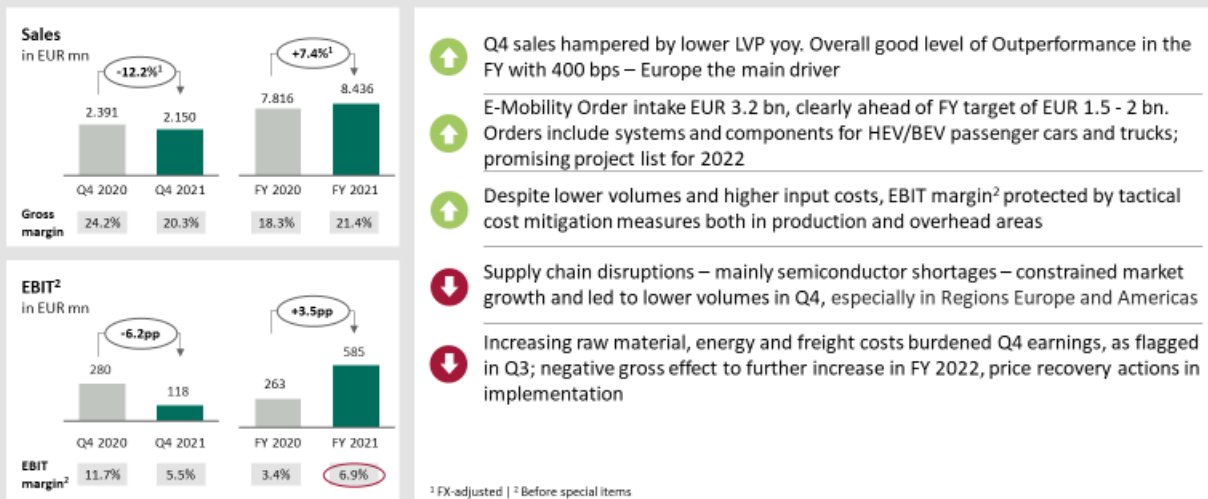 Sales
in EUR mn
-12.2%¹
+7.4%¹
2.391
2.150
7.816
8.436
Q4 2020
Q4 2021
FY 2020
FY 2021
Gross
margin
24.2%
20.3%
18.3%
21.4%
EBIT²
in EUR mn
-6.2pp
+3.5pp
280
118
263
585
Q4 2020
Q4 2021
FY 2020
FY 2021
EBIT
margin²
11.7%
5.5%
3.4%
6.9%
Q4 sales hampered by lower LVP yoy. Overall good level of Outperformance in the
FY with 400 bps – Europe the main driver
E-Mobility Order intake EUR 3.2 bn, clearly ahead of FY target of EUR 1.5 - 2 bn.
Orders include systems and components for HEV/BEV passenger cars and trucks;
promising project list for 2022
Despite lower volumes and higher input costs, EBIT margin² protected by tactical
cost mitigation measures both in production and overhead areas
Supply chain disruptions – mainly semiconductor shortages – constrained market
growth and led to lower volumes in Q4, especially in Regions Europe and Americas
Increasing raw material, energy and freight costs burdened Q4 earnings, as flagged
in Q3; negative gross effect to further increase in FY 2022, price recovery actions in
implementation
¹ FX-adjusted | ² Before special items